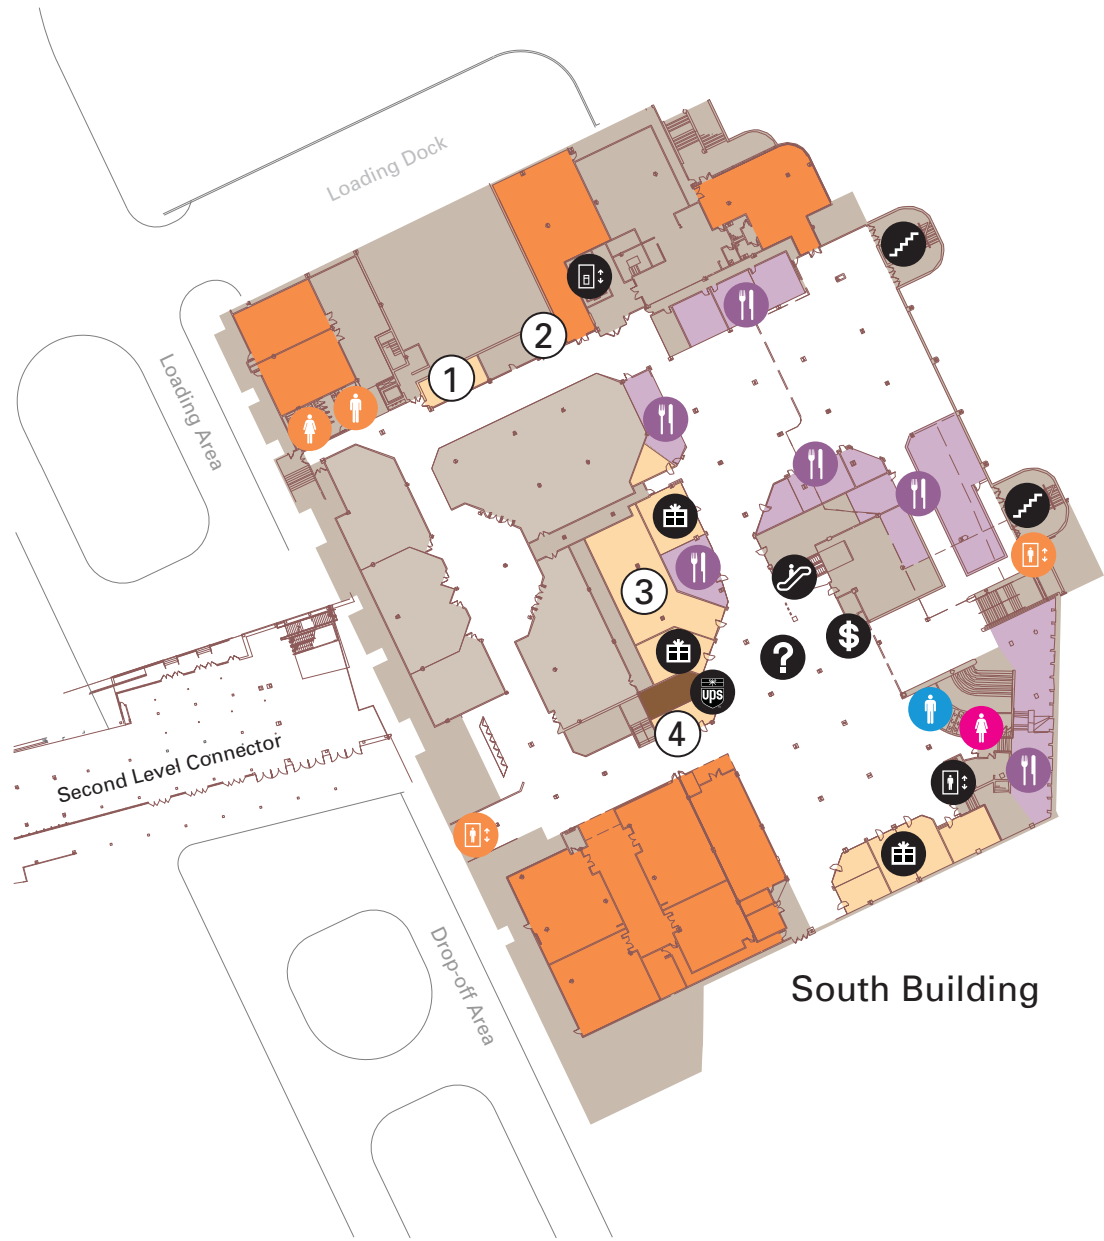 Loading Dock
2
1
Loading Area
3
$
?
ups
4
Second Level Connector
Drop-off Area
South Building